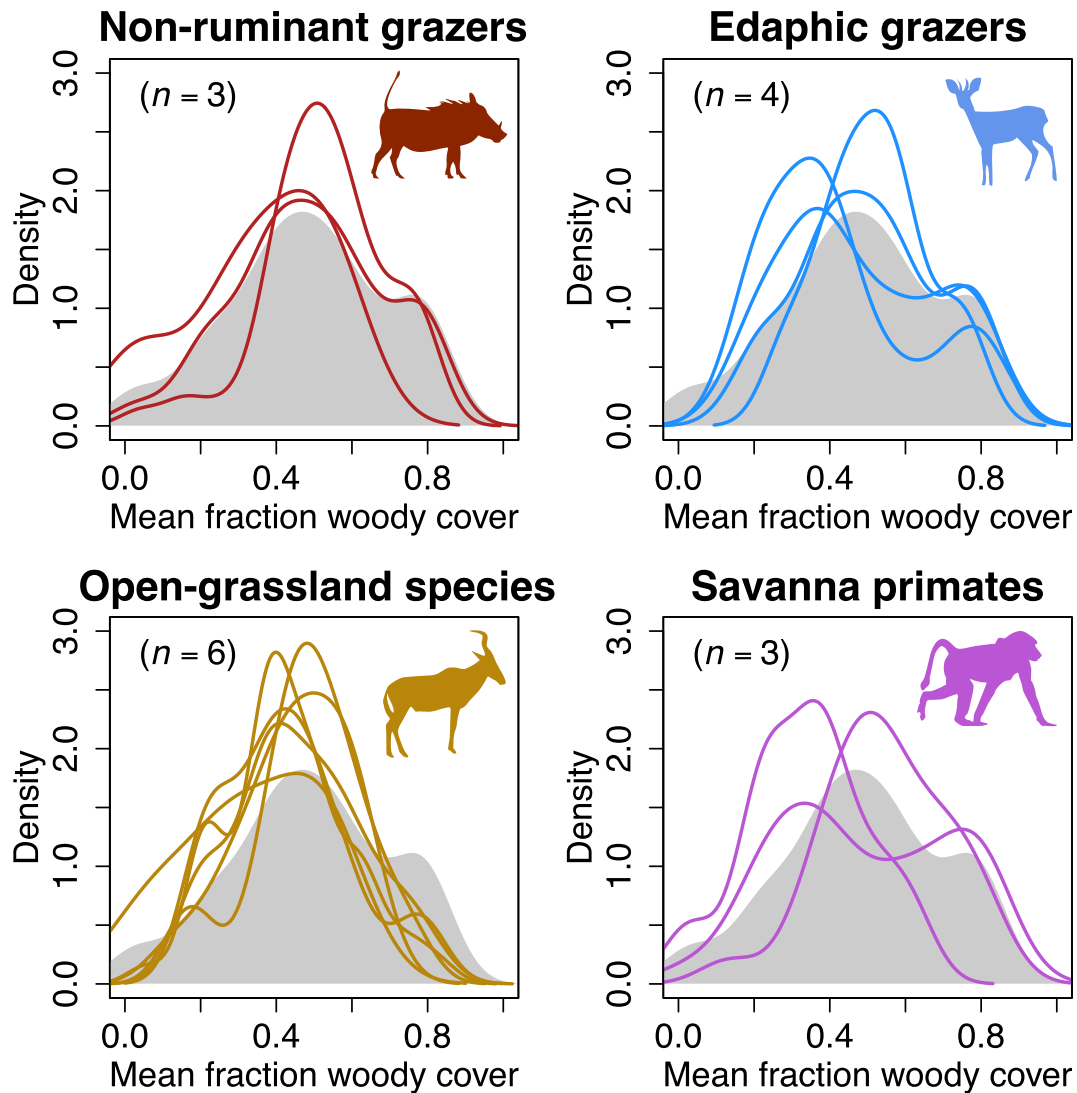 Non-ruminant grazers
(n = 3)
Density
0.0 1.0 2.0 3.0
0.0 0.4 0.8
Mean fraction woody cover
Edaphic grazers
(n = 4)
Density
0.0 1.0 2.0 3.0
0.0 0.4 0.8
Mean fraction woody cover
Open-grassland species
(n = 6)
Density
0.0 1.0 2.0 3.0
0.0 0.4 0.8
Mean fraction woody cover
Savanna primates
(n = 3)
Density
0.0 1.0 2.0 3.0
0.0 0.4 0.8
Mean fraction woody cover